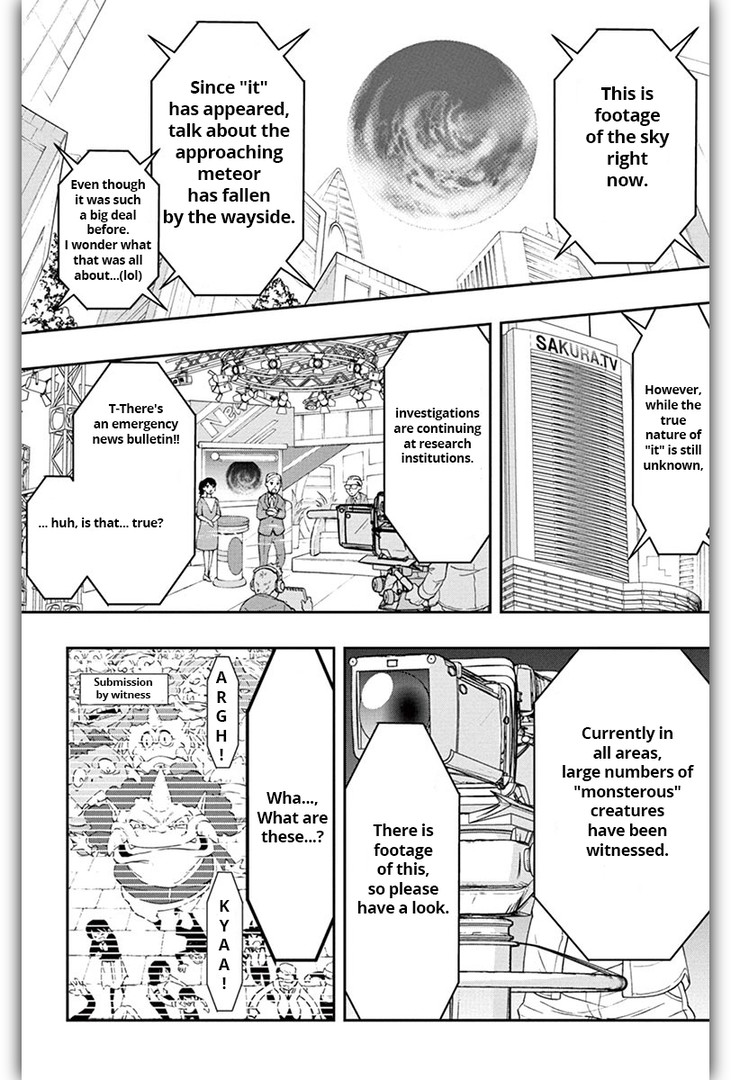 This is
footage
of the sky
right
now.
Since "it"
has appeared,
talk about the
approaching
meteor
has fallen
by the wayside.
Even though
it was such
a big deal
before.
I wonder what
that was all
about...(lol)
SAKURA.TV
However,
while the
true
nature of
"it" is still
unknown,
investigations
are continuing
at research
institutions.
T-There's
an emergency
news bulletin!!
... huh, is that... true?
Currently in
all areas,
large numbers of
"monsterous"
creatures
have been
witnessed.
There is
footage
of this,
so please
have a look.
Submission
by witness
ARGH!
Wha...,
What are
these...?
KYAA!